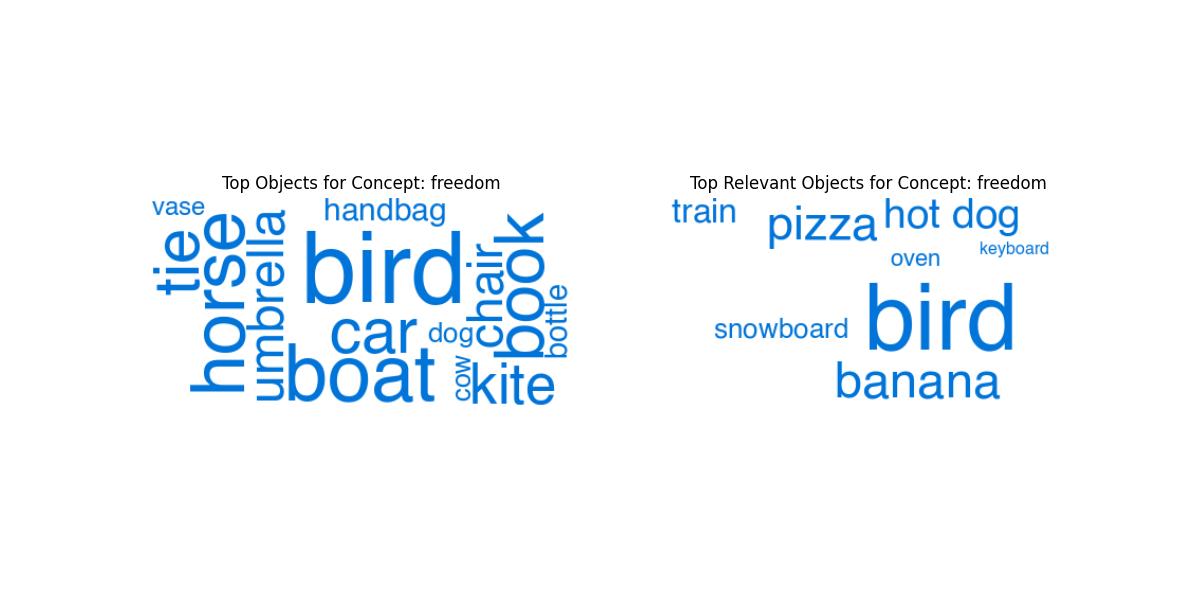 Top Objects for Concept: freedom
vase
handbag
tie
horse
umbrella
bird
chair
book
bottle
car
dog
boat
cow
kite
Top Relevant Objects for Concept: freedom
train
pizza
hot dog
oven
keyboard
snowboard
bird
banana